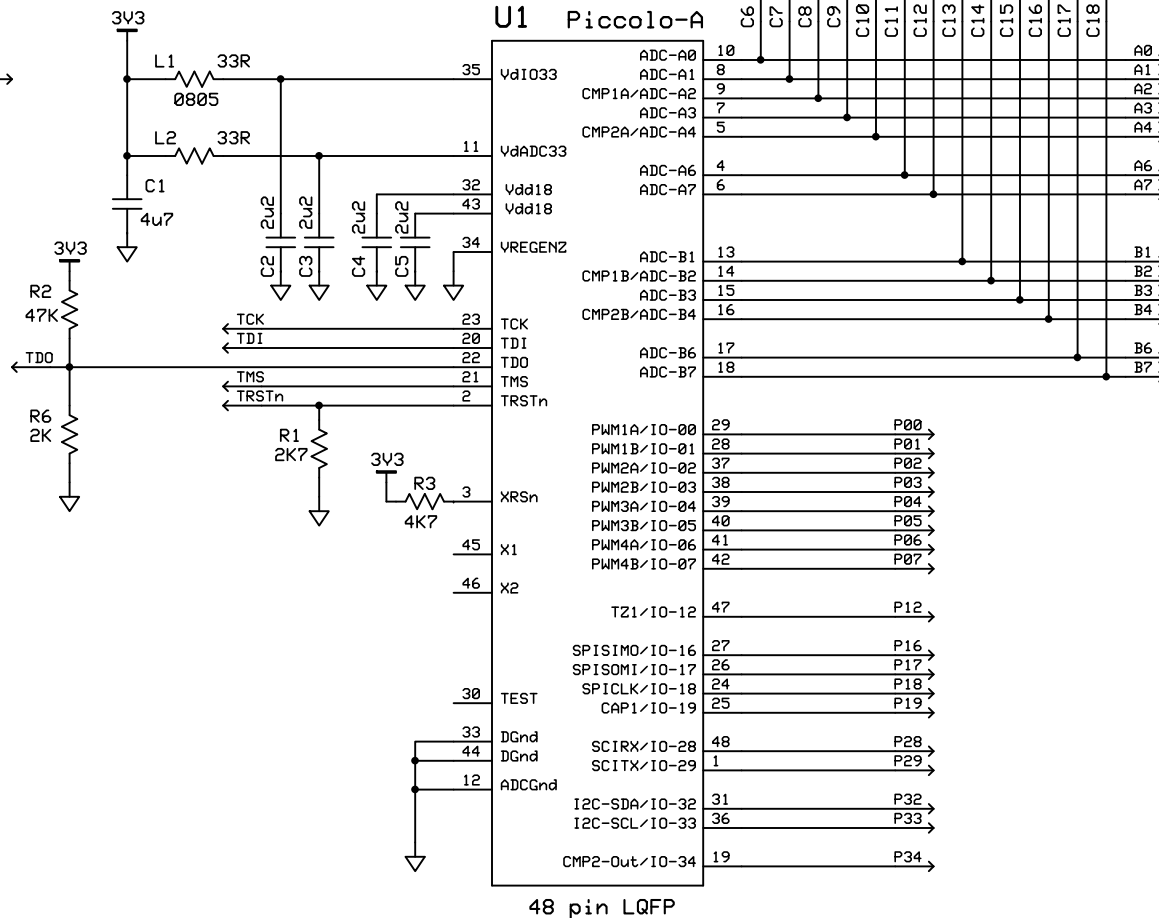 U1 Piccolo-A
C6 C7 C8 C9 C10 C11 C12 C13 C14 C15 C16 C17 C18
3V3
L1 33R
0805
35 VdIO33
L2 33R
11 VdADC33
C1
4u7
2u2 2u2 2u2 2u2
C2 C3 C4 C5
32 Vdd18
43 Vdd18
34 VREGENZ
3V3
R2
47K
TCK 23 TCK
TDI 20 TDI
TDO 22 TDO
TMS 21 TMS
TRSTn 2 TRSTn
R6
2K
R1
2K7
3V3
R3
4K7
3 XRSn
45 X1
46 X2
30 TEST
33 DGnd
44 DGnd
12 ADCGnd
ADC-A0 10 A0
ADC-A1 8 A1
CMP1A/ADC-A2 9 A2
ADC-A3 7 A3
CMP2A/ADC-A4 5 A4
ADC-A6 4 A6
ADC-A7 6 A7
ADC-B1 13 B1
CMP1B/ADC-B2 14 B2
ADC-B3 15 B3
CMP2B/ADC-B4 16 B4
ADC-B6 17 B6
ADC-B7 18 B7
PWM1A/IO-00 29 P00
PWM1B/IO-01 28 P01
PWM2A/IO-02 37 P02
PWM2B/IO-03 38 P03
PWM3A/IO-04 39 P04
PWM3B/IO-05 40 P05
PWM4A/IO-06 41 P06
PWM4B/IO-07 42 P07
TZ1/IO-12 47 P12
SPISIMO/IO-16 27 P16
SPISOMI/IO-17 26 P17
SPICLK/IO-18 24 P18
CAP1/IO-19 25 P19
SCIRX/IO-28 48 P28
SCITX/IO-29 1 P29
I2C-SDA/IO-32 31 P32
I2C-SCL/IO-33 36 P33
CMP2-Out/IO-34 19 P34
48 pin LQFP